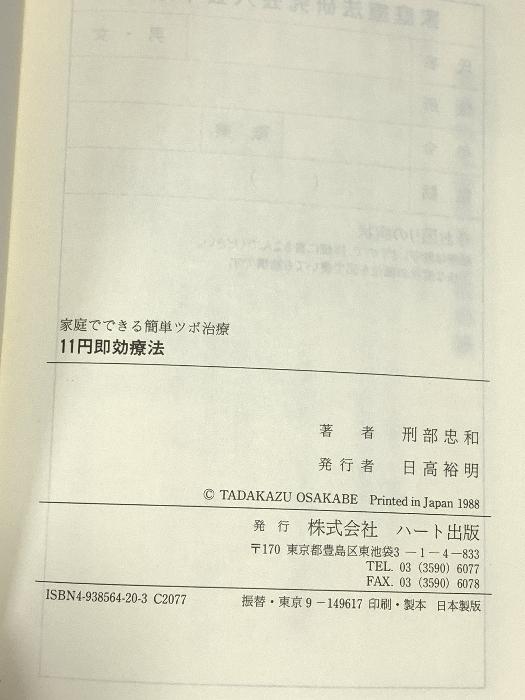 家庭でできる簡単ツボ治療
11円即効療法
著 者 刑部忠和
発行者 日高裕明
© TADAKAZU OSAKABE Printed in Japan 1988
発 行 株式会社 ハート出版
〒170 東京都豊島区東池袋3－1－4－833
TEL. 03 (3590) 6077
FAX. 03 (3590) 6078
ISBN4-938564-20-3 C2077 振替・東京9－149617 印刷・製本 日本製版